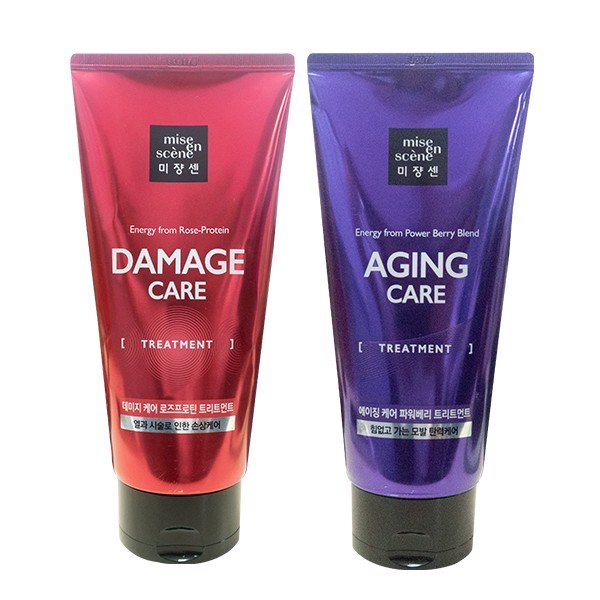 mise
en
scène
미쟝센
Energy from Rose-Protein
DAMAGE
CARE
[ TREATMENT ]
데미지 케어 로즈프로틴 트리트먼트
열과 시술로 인한 손상케어
mise
en
scène
미쟝센
Energy from Power Berry Blend
AGING
CARE
[ TREATMENT ]
에이징 케어 파워베리 트리트먼트
힘없고 가는 모발 탄력케어